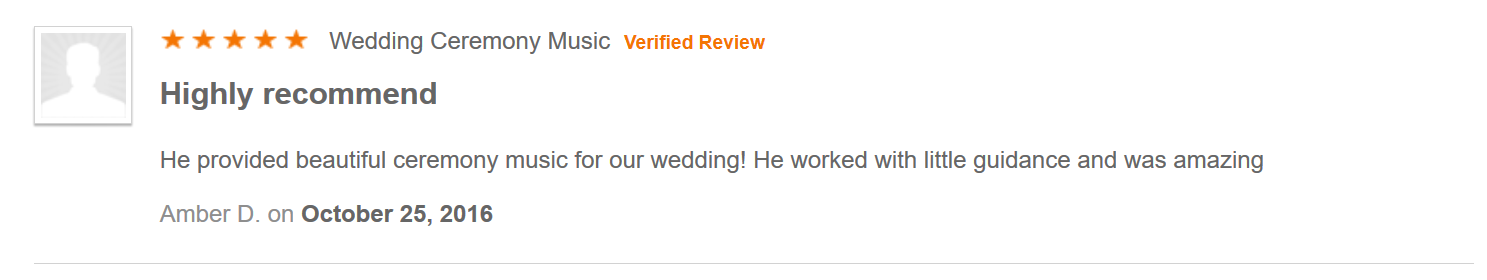 Wedding Ceremony Music Verified Review
Highly recommend
He provided beautiful ceremony music for our wedding! He worked with little guidance and was amazing
Amber D. on October 25, 2016